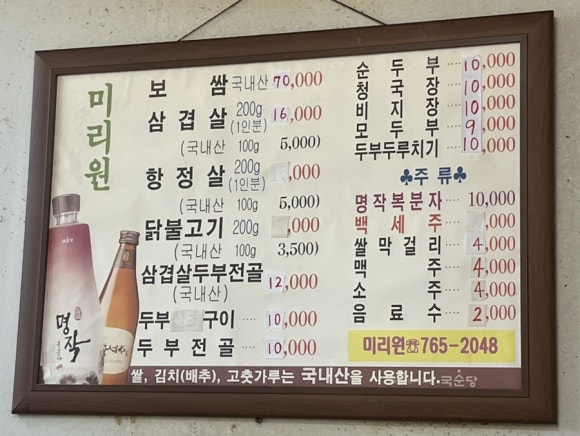 미리원
보쌈 국내산 70,000
삼겹살 200g (1인분) 16,000
(국내산 100g 5,000)
항정살 200g (1인분) ,000
(국내산 100g 5,000)
닭불고기 200g ,000
(국내산 100g 3,500)
삼겹살두부전골 12,000
(국내산)
두부 구이 ···· 10,000
두부전골 ···· 10,000
순두부 ···· 10,000
청국장 ···· 10,000
비지장 ···· 10,000
모두부 ···· 9,000
두부두루치기 ···· 10,000
♣주류♣
명작복분자 ···· 10,000
백세주 ···· ,000
쌀막걸리 ···· 4,000
맥주 ···· 4,000
소주 ···· 4,000
음료수 ···· 2,000
미리원☏765-2048
명작
쌀, 김치(배추), 고춧가루는 국내산을 사용합니다. 국순당